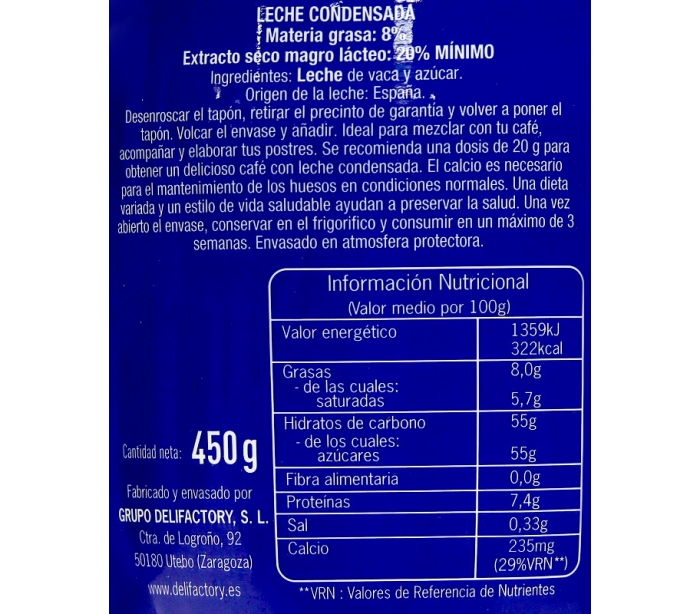 LECHE CONDENSADA
Materia grasa: 8%
Extracto seco magro lácteo: 20% MÍNIMO
Ingredientes: Leche de vaca y azúcar.
Origen de la leche: España.
Desenroscar el tapón, retirar el precinto de garantía y volver a poner el
tapón. Volcar el envase y añadir. Ideal para mezclar con tu café,
acompañar y elaborar tus postres. Se recomienda una dosis de 20 g para
obtener un delicioso café con leche condensada. El calcio es necesario
para el mantenimiento de los huesos en condiciones normales. Una dieta
variada y un estilo de vida saludable ayudan a preservar la salud. Una vez
abierto el envase, conservar en el frigorifico y consumir en un máximo de 3
semanas. Envasado en atmosfera protectora.
Información Nutricional
(Valor medio por 100g)
Valor energético 1359kJ
322kcal
Grasas 8,0g
- de las cuales:
saturadas 5,7g
Hidratos de carbono 55g
- de los cuales:
azúcares 55g
Fibra alimentaria 0,0g
Proteínas 7,4g
Sal 0,33g
Calcio 235mg
(29%VRN**)
**VRN : Valores de Referencia de Nutrientes
Cantidad neta: 450 g
Fabricado y envasado por
GRUPO DELIFACTORY, S. L.
Ctra. de Logroño, 92
50180 Utebo (Zaragoza)
www.delifactory.es